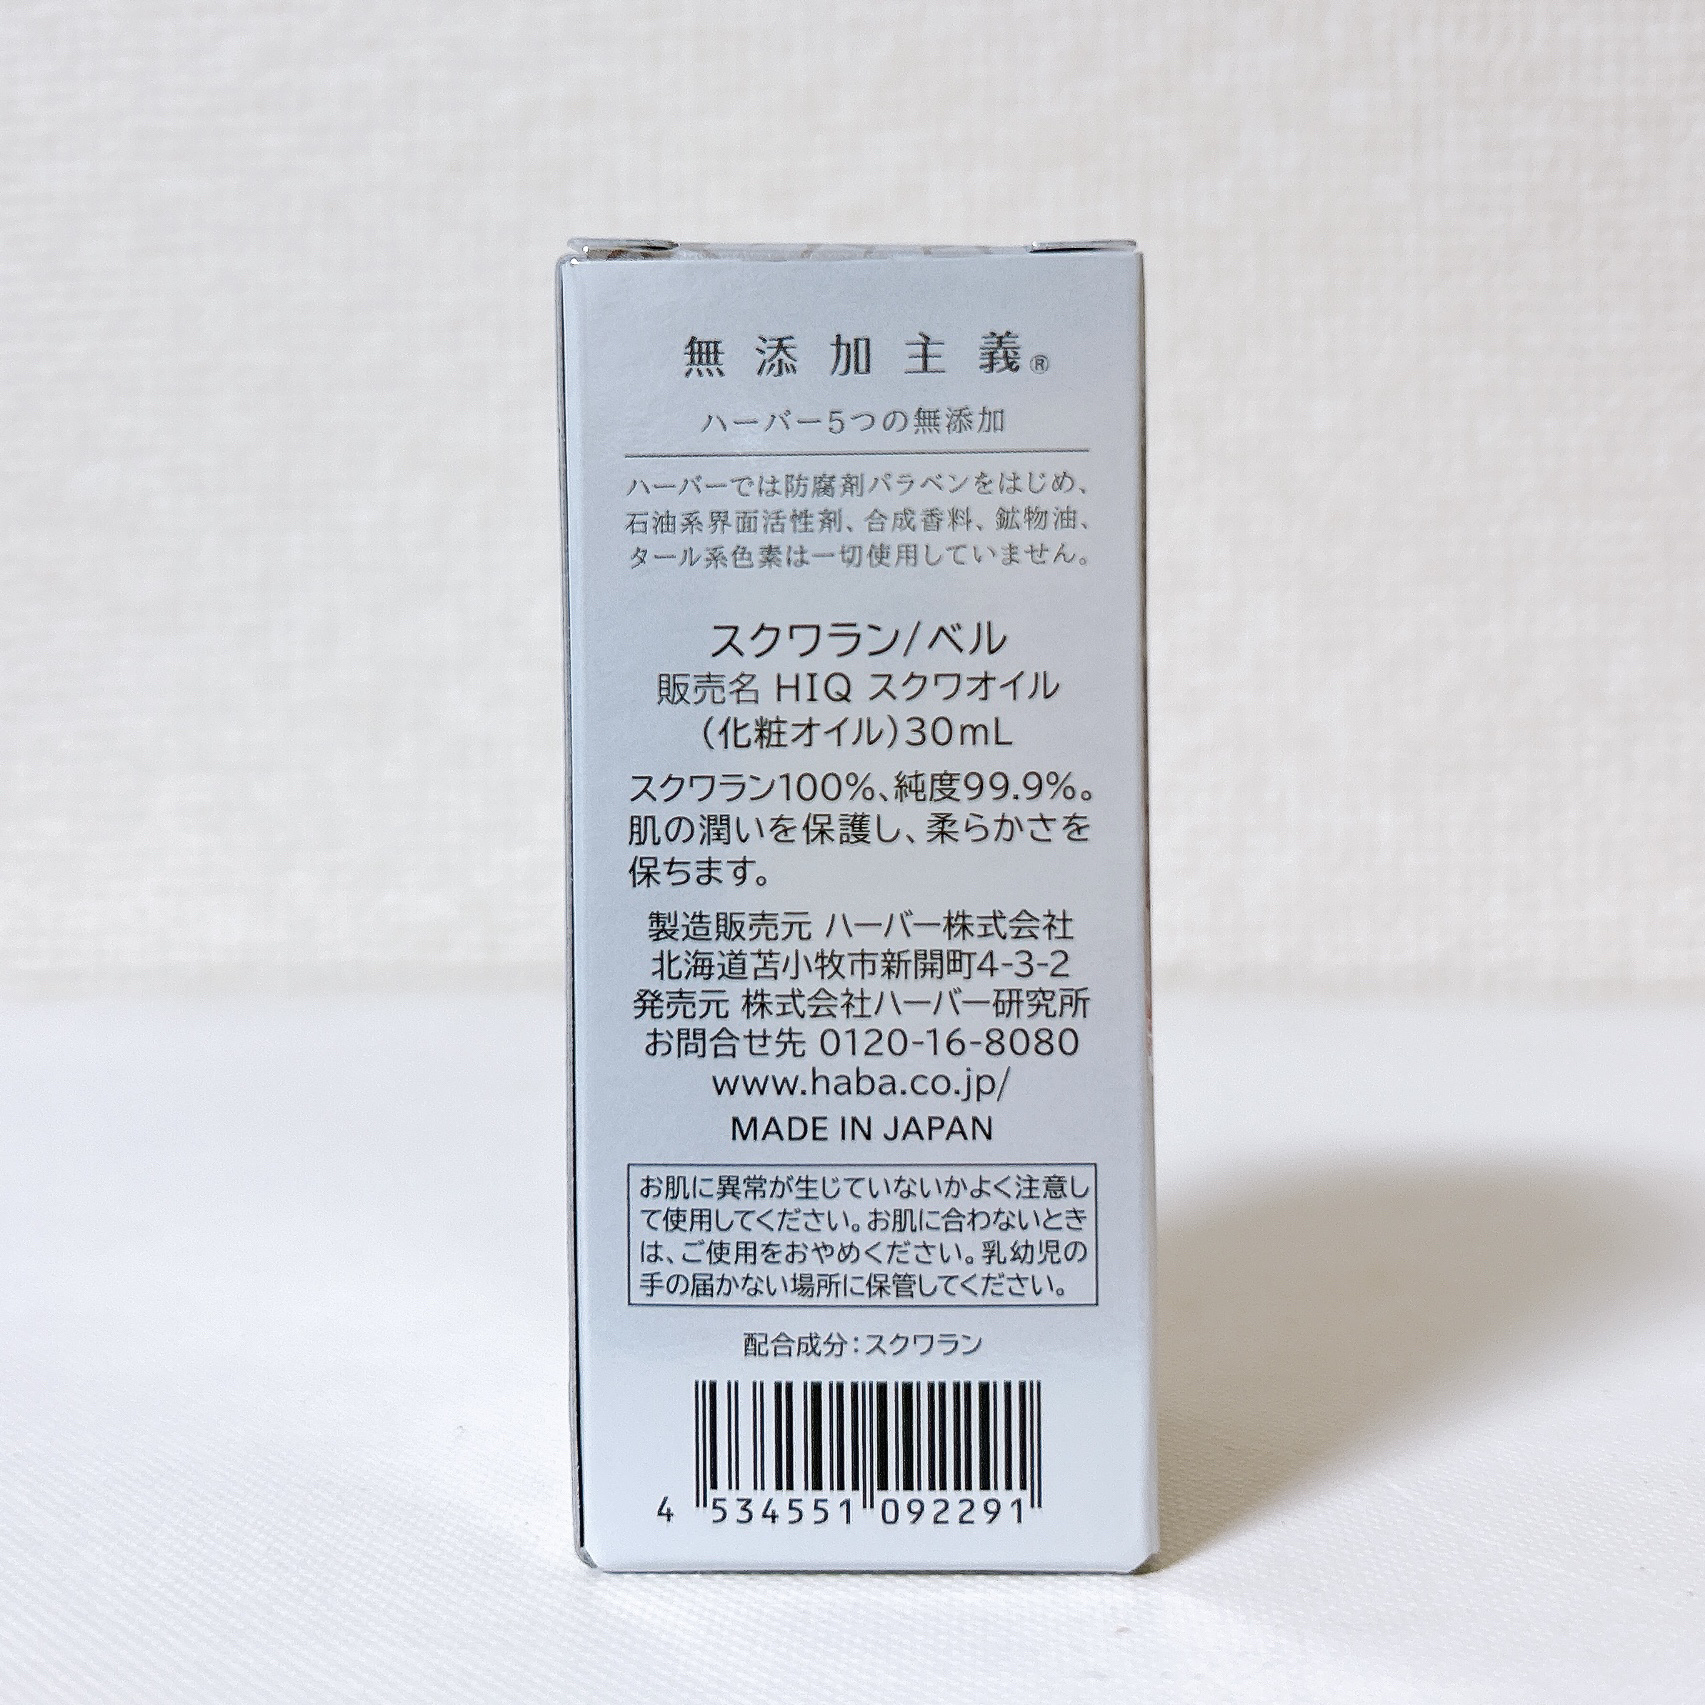 無添加主義®
ハーバー5つの無添加
ハーバーでは防腐剤パラベンをはじめ、
石油系界面活性剤、合成香料、鉱物油、
タール系色素は一切使用していません。
スクワラン/ベル
販売名 HIQ スクワオイル
(化粧オイル)30mL
スクワラン100%、純度99.9%。
肌の潤いを保護し、柔らかさを
保ちます。
製造販売元 ハーバー株式会社
北海道苫小牧市新開町4-3-2
発売元 株式会社ハーバー研究所
お問合せ先 0120-16-8080
www.haba.co.jp/
MADE IN JAPAN
お肌に異常が生じていないかよく注意し
て使用してください。お肌に合わないとき
は、ご使用をおやめください。乳幼児の
手の届かない場所に保管してください。
配合成分：スクワラン
4 534551 092291